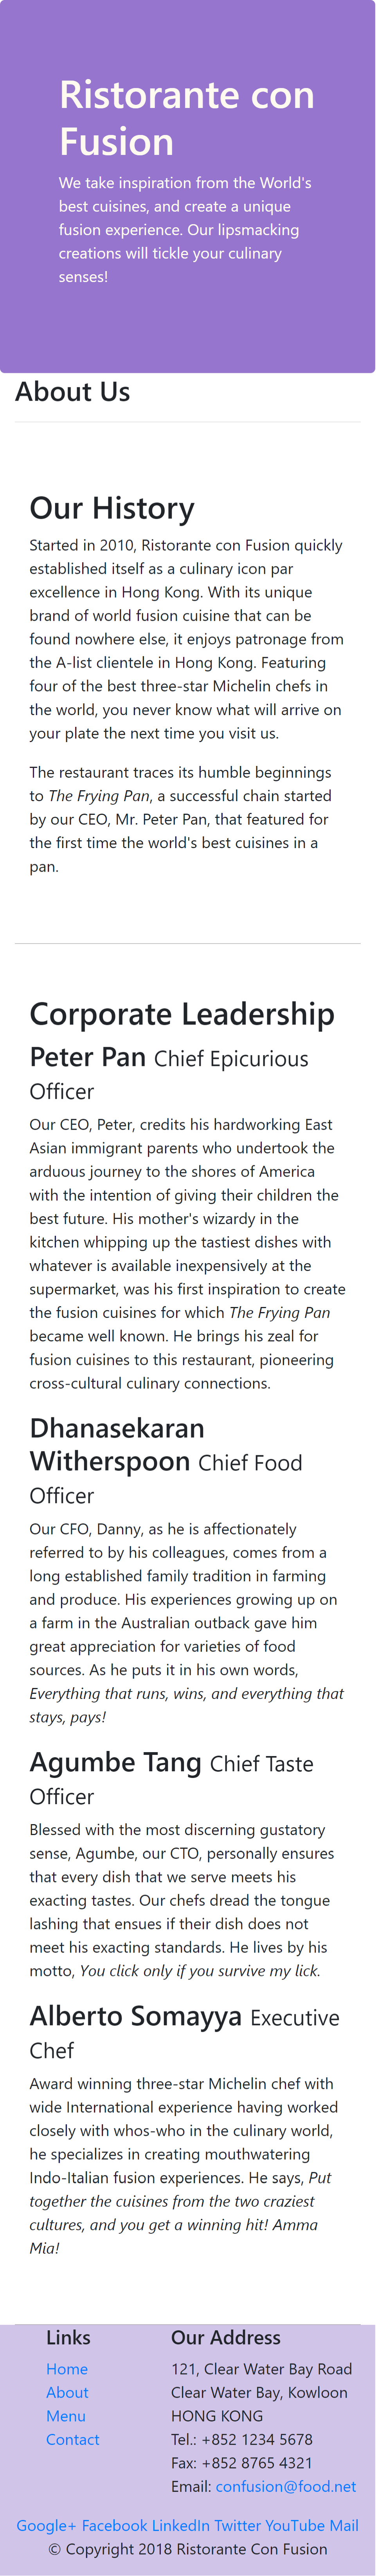 Ristorante con
Fusion
We take inspiration from the World's
best cuisines, and create a unique
fusion experience. Our lipsmacking
creations will tickle your culinary
senses!
About Us
Our History
Started in 2010, Ristorante con Fusion quickly
established itself as a culinary icon par
excellence in Hong Kong. With its unique
brand of world fusion cuisine that can be
found nowhere else, it enjoys patronage from
the A-list clientele in Hong Kong. Featuring
four of the best three-star Michelin chefs in
the world, you never know what will arrive on
your plate the next time you visit us.
The restaurant traces its humble beginnings
to The Frying Pan, a successful chain started
by our CEO, Mr. Peter Pan, that featured for
the first time the world's best cuisines in a
pan.
Corporate Leadership
Peter Pan Chief Epicurious
Officer
Our CEO, Peter, credits his hardworking East
Asian immigrant parents who undertook the
arduous journey to the shores of America
with the intention of giving their children the
best future. His mother's wizardy in the
kitchen whipping up the tastiest dishes with
whatever is available inexpensively at the
supermarket, was his first inspiration to create
the fusion cuisines for which The Frying Pan
became well known. He brings his zeal for
fusion cuisines to this restaurant, pioneering
cross-cultural culinary connections.
Dhanasekaran
Witherspoon Chief Food
Officer
Our CFO, Danny, as he is affectionately
referred to by his colleagues, comes from a
long established family tradition in farming
and produce. His experiences growing up on
a farm in the Australian outback gave him
great appreciation for varieties of food
sources. As he puts it in his own words,
Everything that runs, wins, and everything that
stays, pays!
Agumbe Tang Chief Taste
Officer
Blessed with the most discerning gustatory
sense, Agumbe, our CTO, personally ensures
that every dish that we serve meets his
exacting tastes. Our chefs dread the tongue
lashing that ensues if their dish does not
meet his exacting standards. He lives by his
motto, You click only if you survive my lick.
Alberto Somayya Executive
Chef
Award winning three-star Michelin chef with
wide International experience having worked
closely with whos-who in the culinary world,
he specializes in creating mouthwatering
Indo-Italian fusion experiences. He says, Put
together the cuisines from the two craziest
cultures, and you get a winning hit! Amma
Mia!
Links
Home
About
Menu
Contact
Our Address
121, Clear Water Bay Road
Clear Water Bay, Kowloon
HONG KONG
Tel.: +852 1234 5678
Fax: +852 8765 4321
Email: confusion@food.net
Google+ Facebook LinkedIn Twitter YouTube Mail
© Copyright 2018 Ristorante Con Fusion